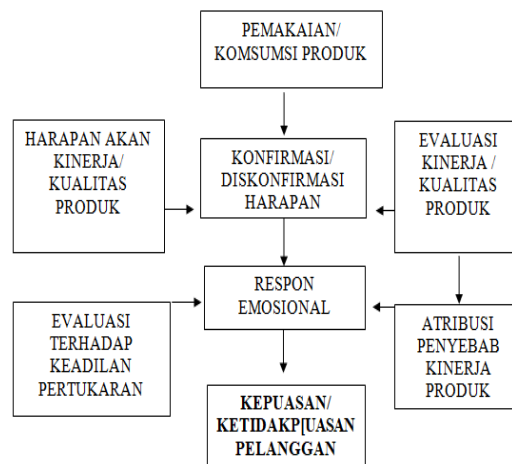 PEMAKAIAN/
KOMSUMSI PRODUK
HARAPAN AKAN
KINERJA/
KUALITAS
PRODUK
KONFIRMASI/
DISKONFIRMASI
HARAPAN
EVALUASI
KINERJA /
KUALITAS
PRODUK
RESPON
EMOSIONAL
EVALUASI
TERHADAP
KEADILAN
PERTUKARAN
ATRIBUSI
PENYEBAB
KINERJA
PRODUK
KEPUASAN/
KETIDAKP[UASAN
PELANGGAN